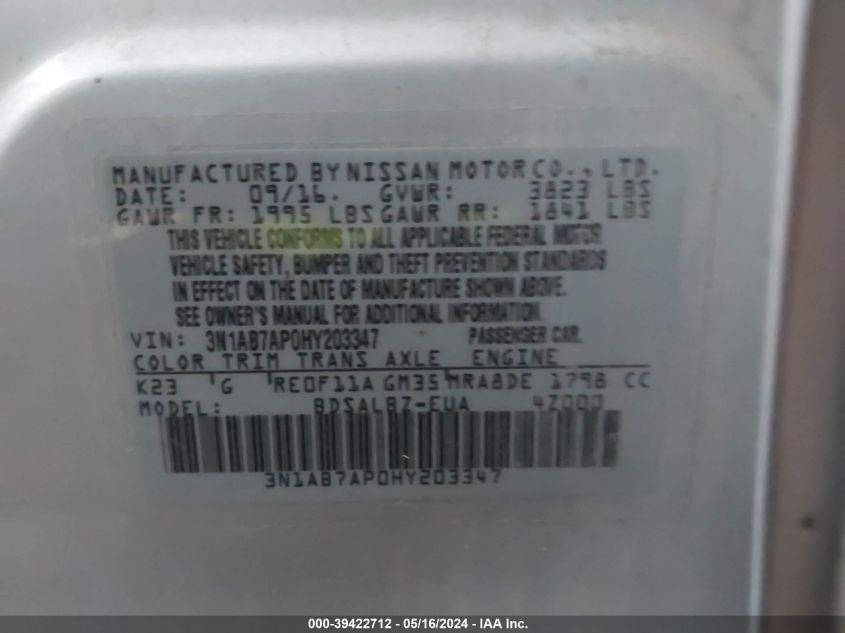 MANUFACTURED BY NISSAN MOTOR CO., LTD.
DATE: 09/16. GVWR: 3823 LBS
GAWR FR: 1995 LBS GAWR RR: 1841 LBS
THIS VEHICLE CONFORMS TO ALL APPLICABLE FEDERAL MOTOR
VEHICLE SAFETY, BUMPER AND THEFT PREVENTION STANDARDS
IN EFFECT ON THE DATE OF MANUFACTURE SHOWN ABOVE.
SEE OWNER'S MANUAL FOR ADDITIONAL INFORMATION.
VIN: 3N1AB7AP0HY203347 PASSENGER CAR
COLOR TRIM TRANS AXLE ENGINE
K23 G RE0F11A GM35 MRA8DE 1798 CC
MODEL: BDSALBZ-EUA 4Z000
3N1AB7AP0HY203347
000-39422712 - 05/16/2024 - IAA Inc.